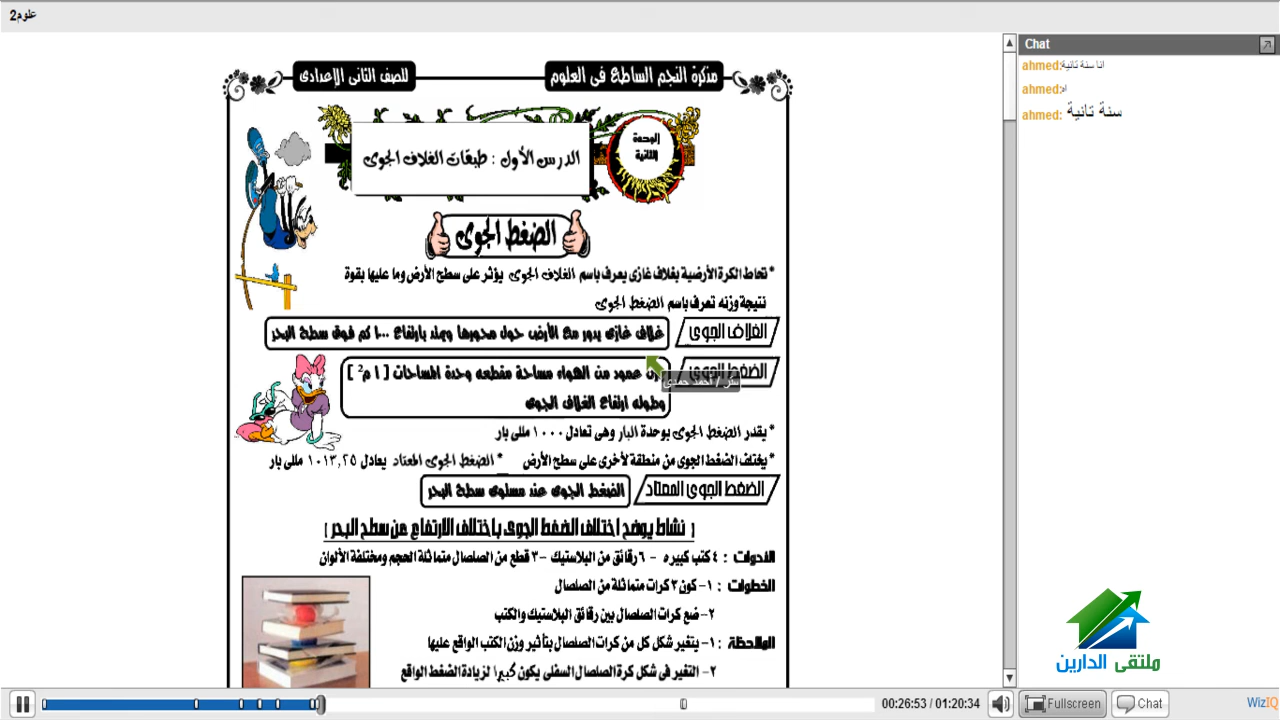 علوم2
مذكرة النجم الساطع فى العلوم
للصف الثانى الإعدادى
الوحدة
الثانية
الدرس الأول : طبقات الغلاف الجوى
الضغط الجوى
* تحاط الكرة الأرضية بغلاف غازى يعرف باسم الغلاف الجوى يؤثر على سطح الأرض وما عليها بقوة
نتيجة وزنه تعرف باسم الضغط الجوى
الغلاف الجوى
غلاف غازى يدور مع الأرض حول محورها ويمتد بارتفاع ١٠٠٠ كم فوق سطح البحر
الضغط الجوى
عمود من الهواء مساحة مقطعه وحدة المساحات [ ١ م² ]
وطوله ارتفاع الغلاف الجوى
احمد حمدى
* يقدر الضغط الجوى بوحدة البار وهى تعادل ١٠٠٠ مللى بار
* يختلف الضغط الجوى من منطقة لأخرى على سطح الأرض * الضغط الجوى المعتاد يعادل ١٠١٣,٢٥ مللى بار
الضغط الجوى المعتاد
الضغط الجوى عند مستوى سطح البحر
[ نشاط يوضح اختلاف الضغط الجوى باختلاف الارتفاع عن سطح البحر ]
الادوات : ٤ كتب كبيره - ٦ رقائق من البلاستيك - ٣ قطع من الصلصال متماثلة الحجم ومختلفة الألوان
الخطوات : ١- كون ٣ كرات متماثلة من الصلصال
٢- ضع كرات الصلصال بين رقائق البلاستيك والكتب
الملاحظة : ١- يتغير شكل كل من كرات الصلصال بتأثير وزن الكتب الواقع عليها
٢- التغير فى شكل كرة الصلصال السفلى يكون كبيرا لزيادة الضغط الواقع
Chat
ahmed: انا سنة تانية
ahmed: اه
ahmed: سنة تانية
ملتقى الدارين
00:26:53 / 01:20:34
Fullscreen
Chat
WizIQ